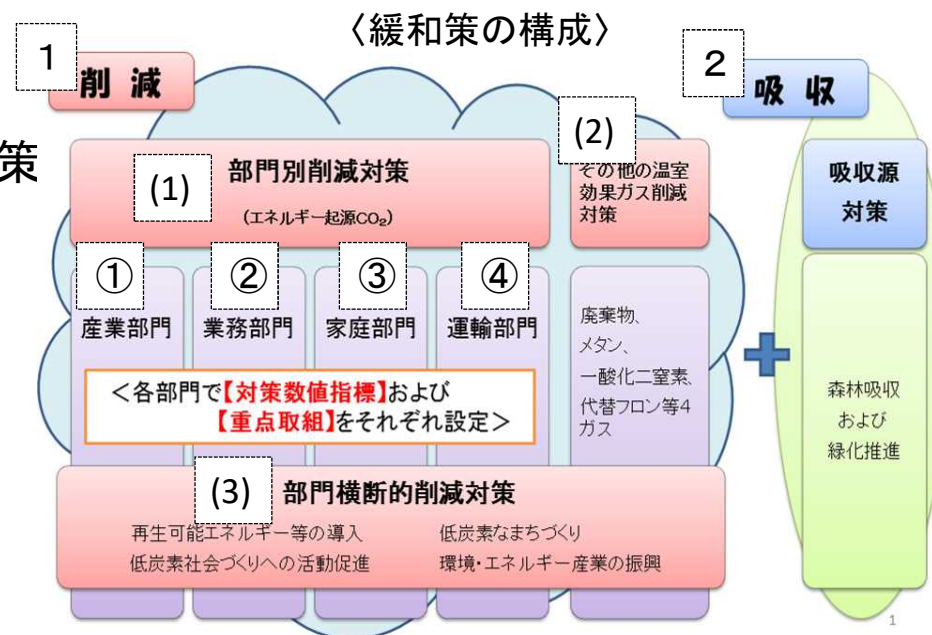 〈緩和策の構成〉
1
削 減
2
吸 収
策
(1)
部門別削減対策
(エネルギー起源CO₂)
(2)
その他の温室
効果ガス削減
対策
吸収源
対策
①
産業部門
②
業務部門
③
家庭部門
④
運輸部門
廃棄物、
メタン、
一酸化二窒素、
代替フロン等4
ガス
<各部門で【対策数値指標】および
【重点取組】をそれぞれ設定>
森林吸収
および
緑化推進
(3)
部門横断的削減対策
再生可能エネルギー等の導入
低炭素なまちづくり
低炭素社会づくりへの活動促進
環境・エネルギー産業の振興
1